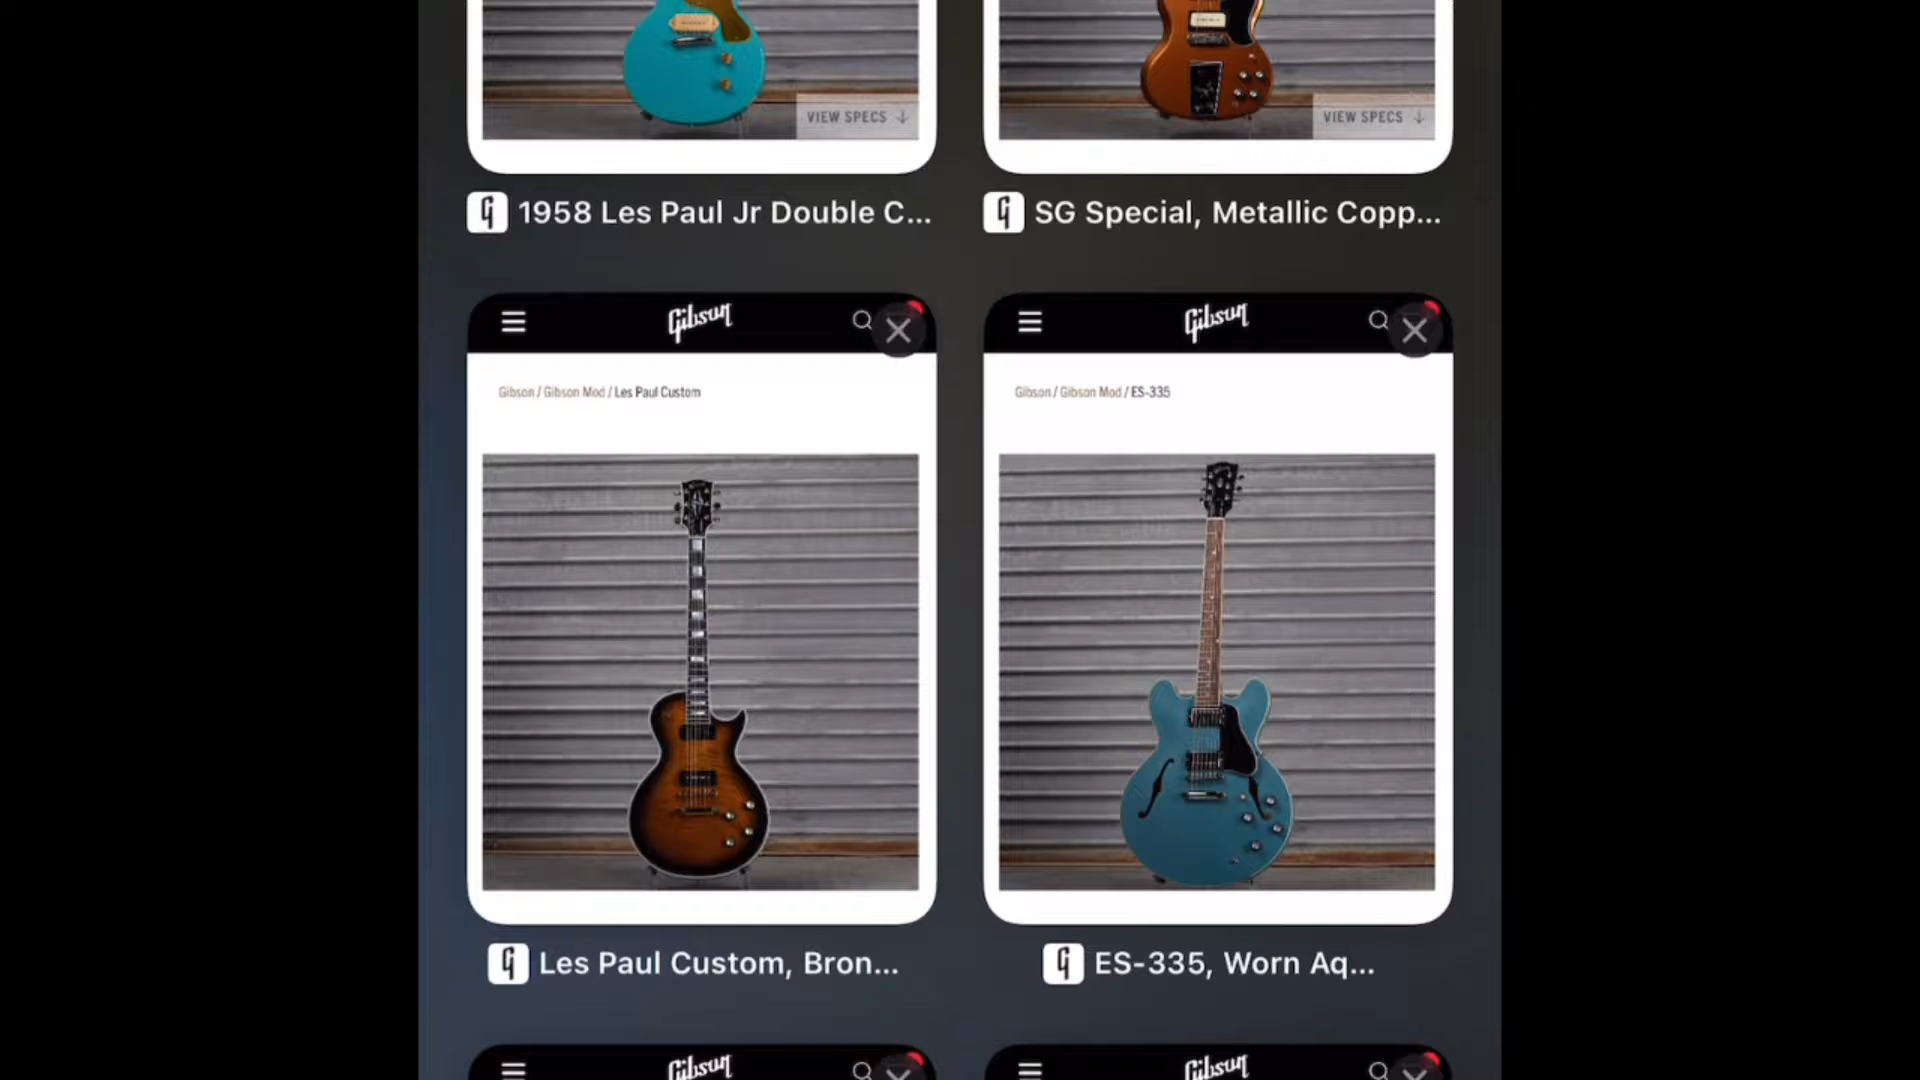 VIEW SPECS
VIEW SPECS
1958 Les Paul Jr Double C...
SG Special, Metallic Copp...
Gibson
Gibson
Gibson / Gibson Mod / Les Paul Custom
Gibson / Gibson Mod / ES-335
Les Paul Custom, Bron...
ES-335, Worn Aq...
Gibson
Gibson